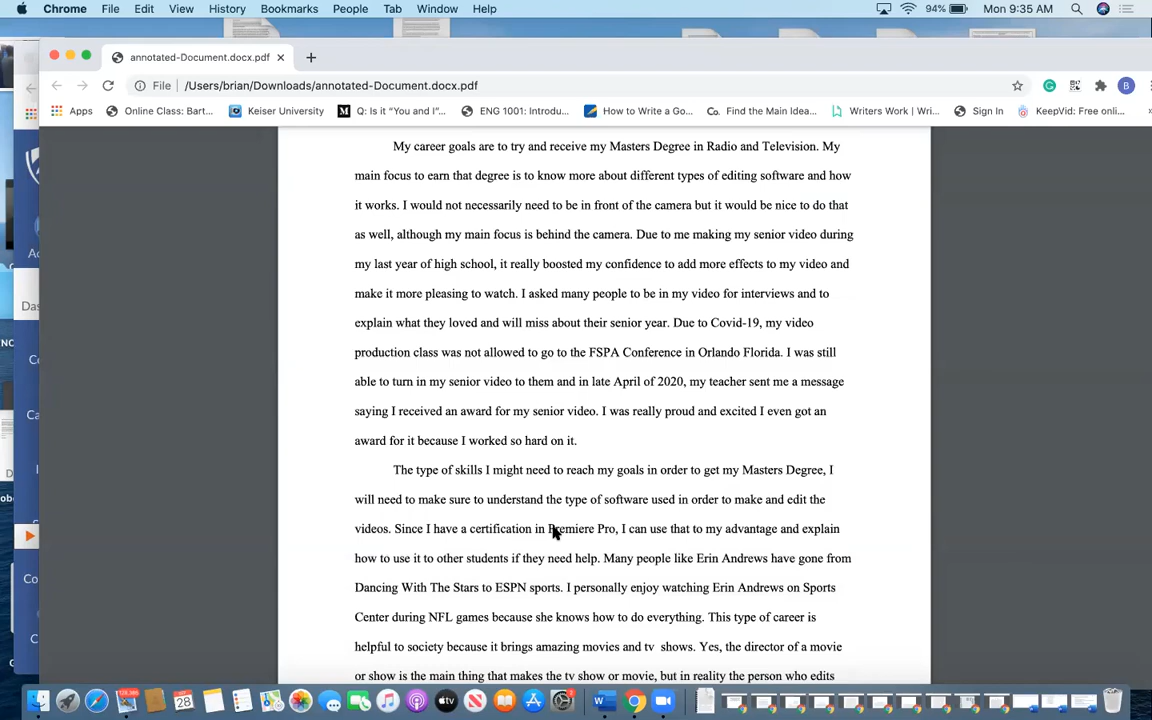 Chrome File Edit View History Bookmarks People Tab Window Help 94% Mon 9:35 AM
annotated-Document.docx.pdf
File /Users/brian/Downloads/annotated-Document.docx.pdf B
Apps Online Class: Bart... Keiser University Q: Is it “You and I”... ENG 1001: Introdu... How to Write a Go... Co. Find the Main Idea... Writers Work | Wri... Sign In KeepVid: Free onli... »
My career goals are to try and receive my Masters Degree in Radio and Television. My
main focus to earn that degree is to know more about different types of editing software and how
it works. I would not necessarily need to be in front of the camera but it would be nice to do that
as well, although my main focus is behind the camera. Due to me making my senior video during
my last year of high school, it really boosted my confidence to add more effects to my video and
make it more pleasing to watch. I asked many people to be in my video for interviews and to
explain what they loved and will miss about their senior year. Due to Covid-19, my video
production class was not allowed to go to the FSPA Conference in Orlando Florida. I was still
able to turn in my senior video to them and in late April of 2020, my teacher sent me a message
saying I received an award for my senior video. I was really proud and excited I even got an
award for it because I worked so hard on it.
The type of skills I might need to reach my goals in order to get my Masters Degree, I
will need to make sure to understand the type of software used in order to make and edit the
videos. Since I have a certification in Premiere Pro, I can use that to my advantage and explain
how to use it to other students if they need help. Many people like Erin Andrews have gone from
Dancing With The Stars to ESPN sports. I personally enjoy watching Erin Andrews on Sports
Center during NFL games because she knows how to do everything. This type of career is
helpful to society because it brings amazing movies and tv shows. Yes, the director of a movie
or show is the main thing that makes the tv show or movie, but in reality the person who edits
Das
Co
Ca
Co
C
SEP
28